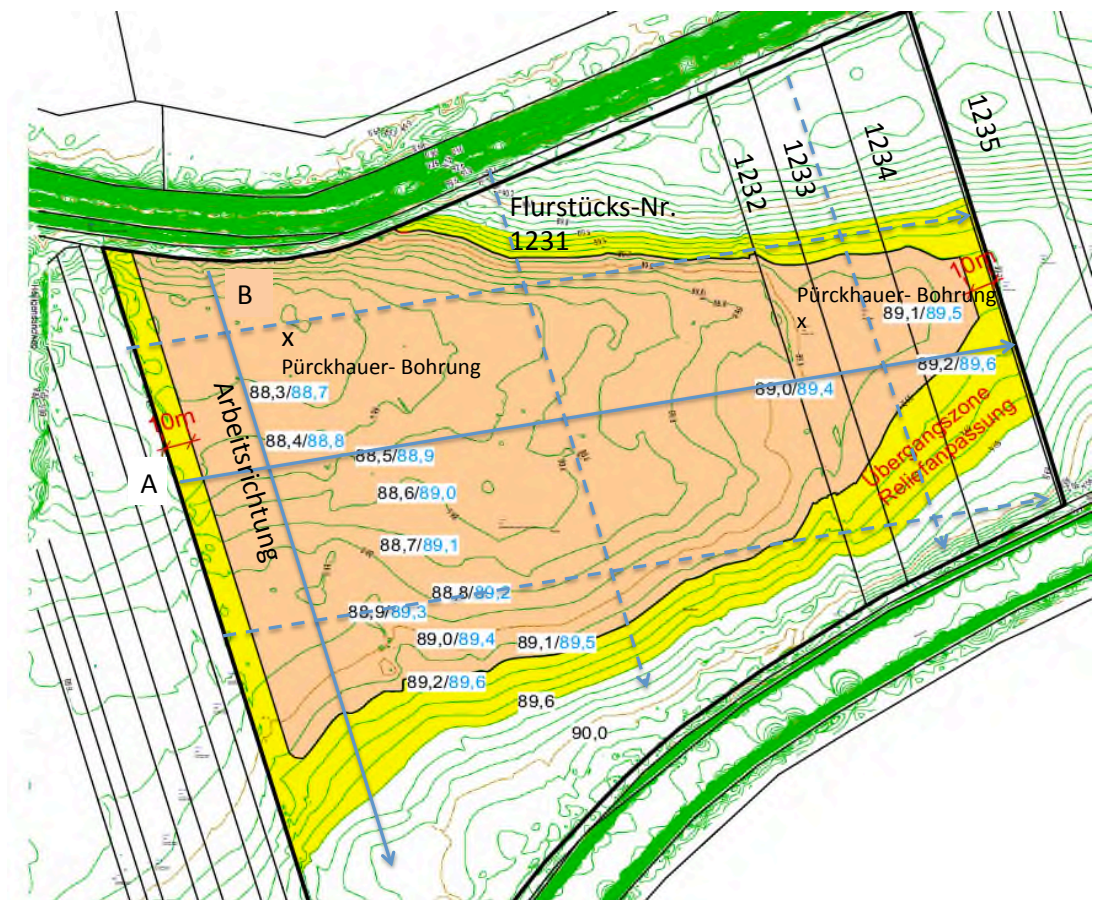 1235
1234
1233
1232
Flurstücks-Nr.
1231
B
10m
Pürckhauer- Bohrung
x
89,1/89,5
x
Pürckhauer- Bohrung
89,2/89,6
88,3/88,7
89,0/89,4
10m
Arbeitsrichtung
88,4/88,8
88,5/88,9
Übergangszone
Reliefanpassung
A
88,6/89,0
88,7/89,1
88,8/89,2
88,9/89,3
89,0/89,4
89,1/89,5
89,2/89,6
89,6
90,0